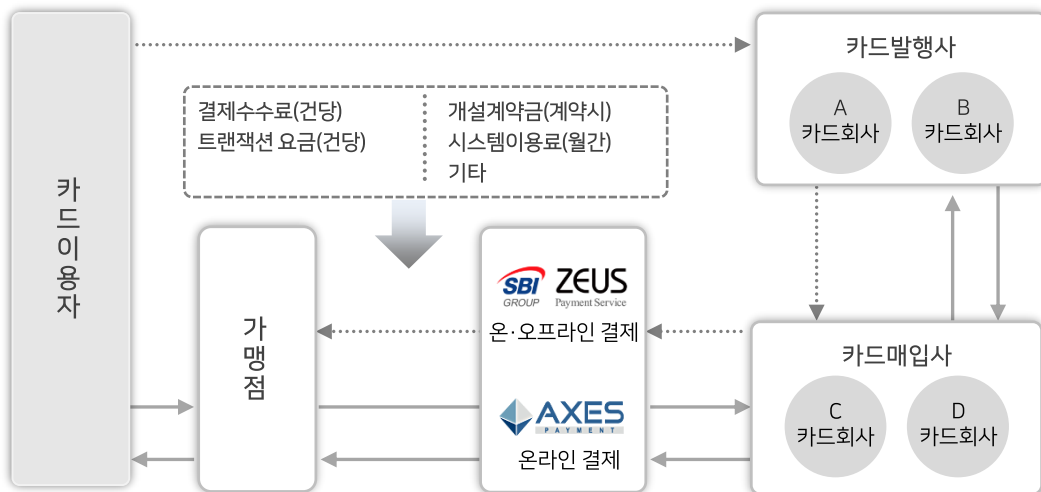 카드이용자
결제수수료(건당)
트랜잭션 요금(건당)
개설계약금(계약시)
시스템이용료(월간)
기타
카드발행사
A
카드회사
B
카드회사
가맹점
SBI
GROUP
ZEUS
Payment Service
온·오프라인 결제
AXES
PAYMENT
온라인 결제
카드매입사
C
카드회사
D
카드회사